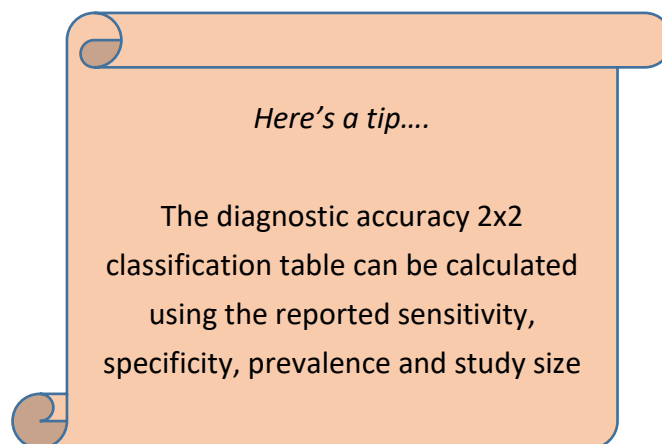 Here’s a tip….
The diagnostic accuracy 2x2
classification table can be calculated
using the reported sensitivity,
specificity, prevalence and study size